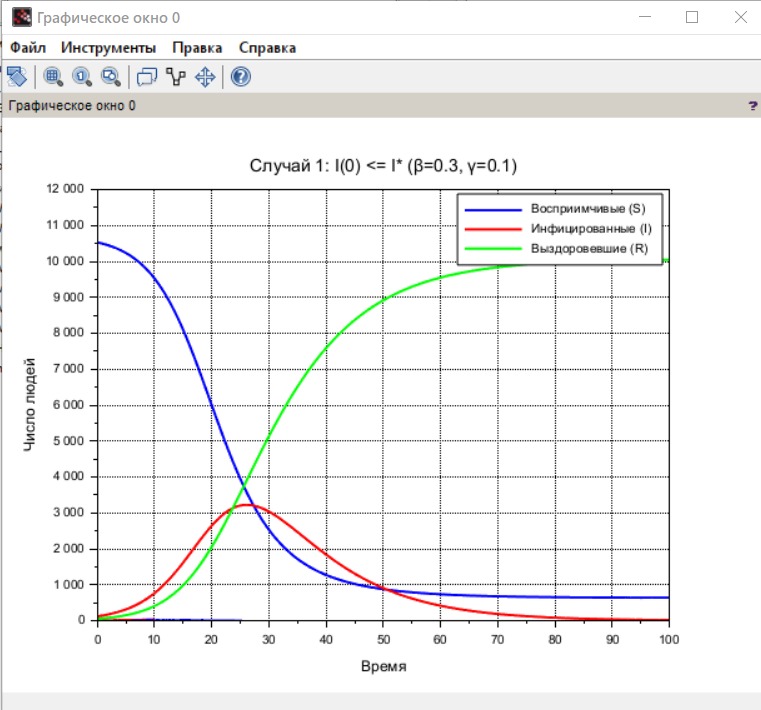 Графическое окно 0
Файл Инструменты Правка Справка
Графическое окно 0 ?
Случай 1: I(0) <= I* (β=0.3, γ=0.1)
Восприимчивые (S)
Инфицированные (I)
Выздоровевшие (R)
12 000
11 000
10 000
9 000
8 000
7 000
6 000
5 000
4 000
3 000
2 000
1 000
0
Число людей
0 10 20 30 40 50 60 70 80 90 100
Время